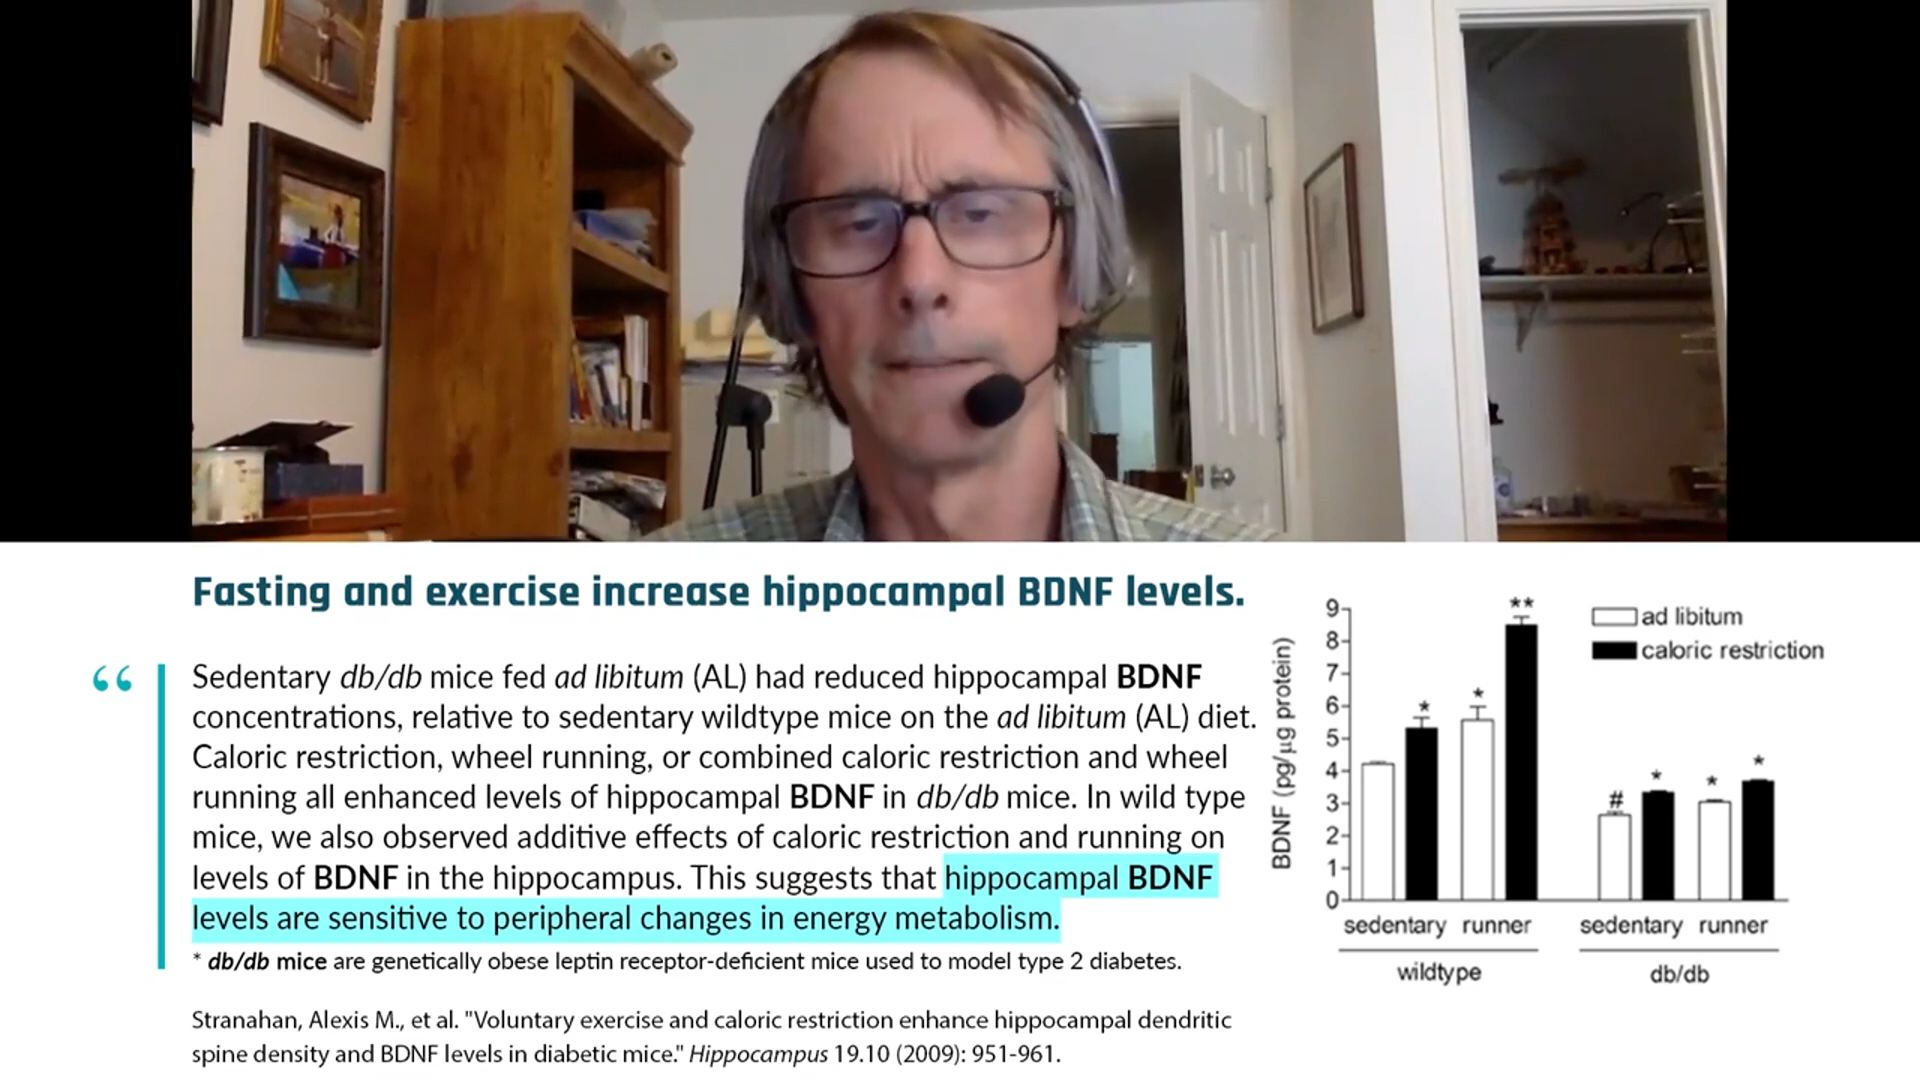 Fasting and exercise increase hippocampal BDNF levels.
“
Sedentary db/db mice fed ad libitum (AL) had reduced hippocampal BDNF
concentrations, relative to sedentary wildtype mice on the ad libitum (AL) diet.
Caloric restriction, wheel running, or combined caloric restriction and wheel
running all enhanced levels of hippocampal BDNF in db/db mice. In wild type
mice, we also observed additive effects of caloric restriction and running on
levels of BDNF in the hippocampus. This suggests that hippocampal BDNF
levels are sensitive to peripheral changes in energy metabolism.
* db/db mice are genetically obese leptin receptor-deficient mice used to model type 2 diabetes.
Stranahan, Alexis M., et al. "Voluntary exercise and caloric restriction enhance hippocampal dendritic
spine density and BDNF levels in diabetic mice." Hippocampus 19.10 (2009): 951-961.
BDNF (pg/µg protein)
9
8
7
6
5
4
3
2
1
0
* * ** # * * *
ad libitum
caloric restriction
sedentary runner sedentary runner
wildtype db/db